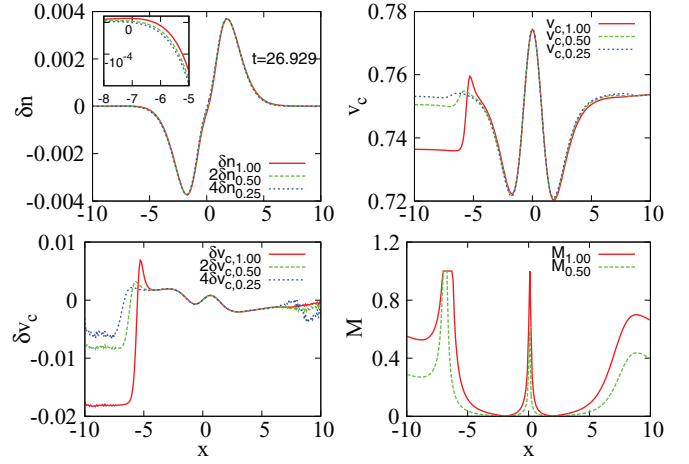 0.004
0.002
0
-0.002
-0.004
δn
0
-10⁻⁴
-8 -7 -6 -5
t=26.929
δn1.00
2δn0.50
4δn0.25
-10 -5 0 5 10
0.78
0.76
0.74
0.72
vc
vc,1.00
vc,0.50
vc,0.25
-10 -5 0 5 10
0.01
0
-0.01
-0.02
δvc
δvc,1.00
2δvc,0.50
4δvc,0.25
-10 -5 0 5 10
x
1.2
0.8
0.4
0
M
M1.00
M0.50
-10 -5 0 5 10
x